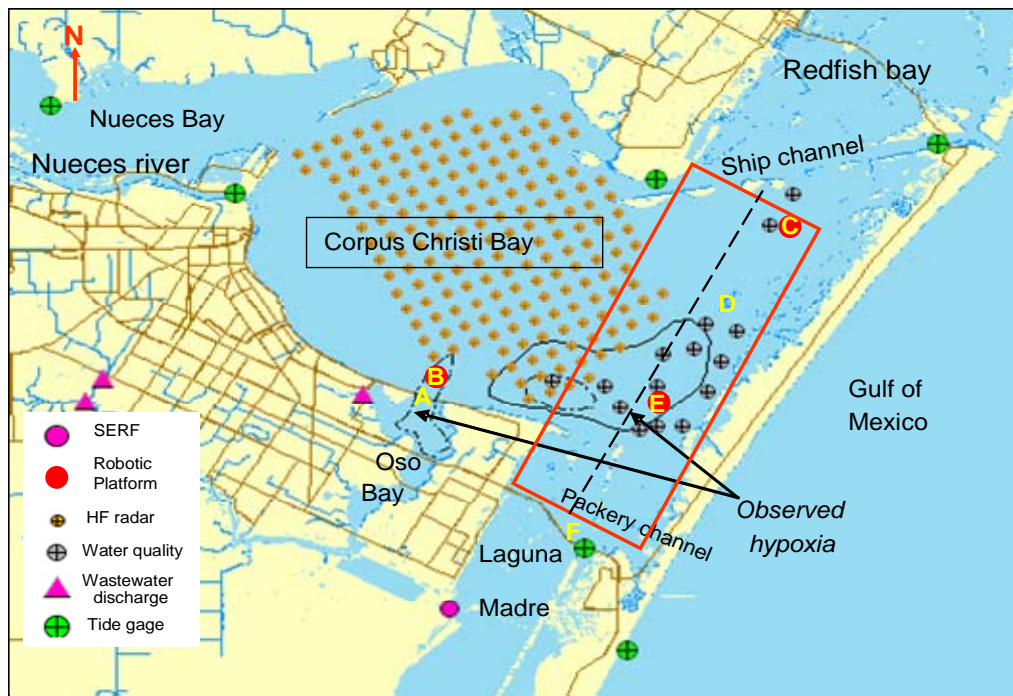 N
Redfish bay
Nueces Bay
Nueces river
Ship channel
C
Corpus Christi Bay
D
B
A
E
Gulf of
Mexico
Oso
Bay
Packery channel
Observed
hypoxia
F
Laguna
Madre
SERF
Robotic
Platform
HF radar
Water quality
Wastewater
discharge
Tide gage